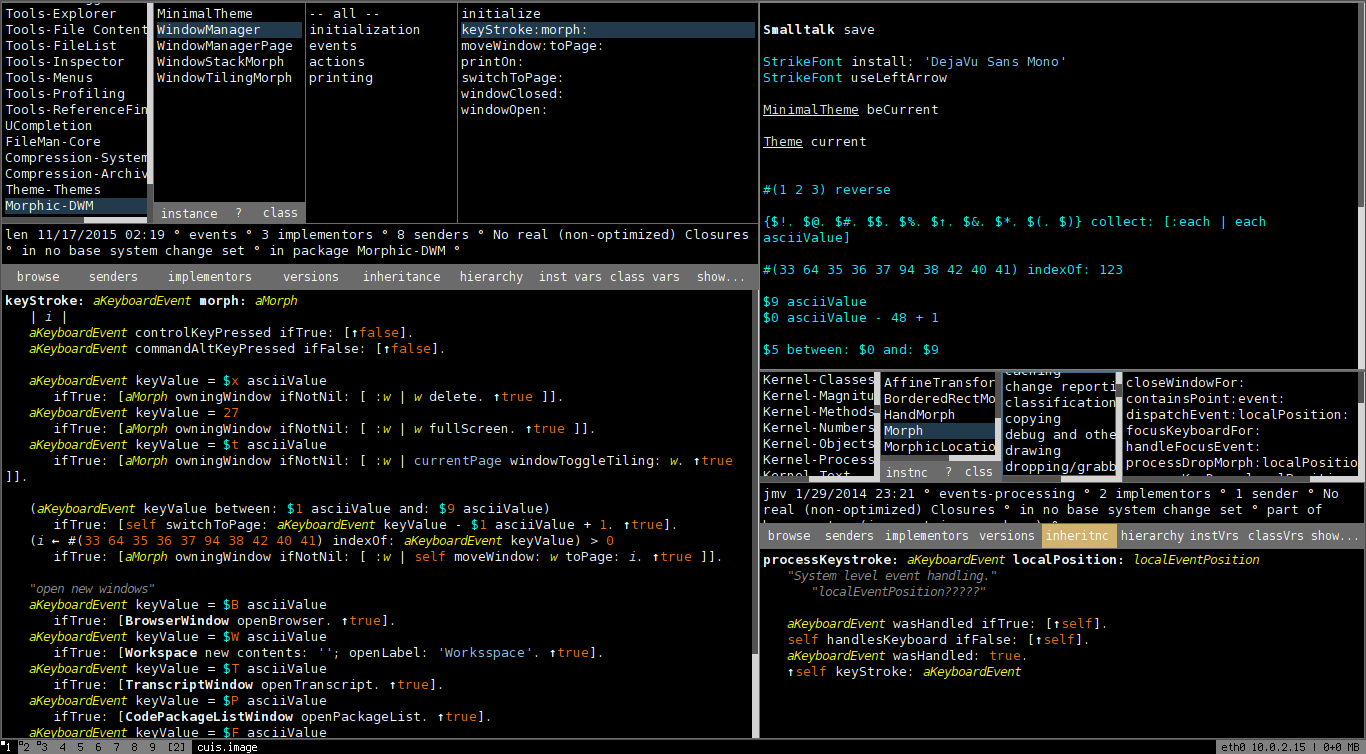 Tools-Explorer
Tools-File Content
Tools-FileList
Tools-Inspector
Tools-Menus
Tools-Profiling
Tools-ReferenceFin
UCompletion
FileMan-Core
Compression-System
Compression-Archiv
Theme-Themes
Morphic-DWM
MinimalTheme
WindowManager
WindowManagerPage
WindowStackMorph
WindowTilingMorph
instance ? class
-- all --
initialization
events
actions
printing
initialize
keyStroke:morph:
moveWindow:toPage:
printOn:
switchToPage:
windowClosed:
windowOpen:
len 11/17/2015 02:19 ° events ° 3 implementors ° 8 senders ° No real (non-optimized) Closures
° in no base system change set ° in package Morphic-DWM °
browse senders implementors versions inheritance hierarchy inst vars class vars show...
keyStroke: aKeyboardEvent morph: aMorph
| i |
aKeyboardEvent controlKeyPressed ifTrue: [↑false].
aKeyboardEvent commandAltKeyPressed ifFalse: [↑false].
aKeyboardEvent keyValue = $x asciiValue
ifTrue: [aMorph owningWindow ifNotNil: [ :w | w delete. ↑true ]].
aKeyboardEvent keyValue = 27
ifTrue: [aMorph owningWindow ifNotNil: [ :w | w fullScreen. ↑true ]].
aKeyboardEvent keyValue = $t asciiValue
ifTrue: [aMorph owningWindow ifNotNil: [ :w | currentPage windowToggleTiling: w. ↑true
]].
(aKeyboardEvent keyValue between: $1 asciiValue and: $9 asciiValue)
ifTrue: [self switchToPage: aKeyboardEvent keyValue - $1 asciiValue + 1. ↑true].
(i ← #(33 64 35 36 37 94 38 42 40 41) indexOf: aKeyboardEvent keyValue) > 0
ifTrue: [aMorph owningWindow ifNotNil: [ :w | self moveWindow: w toPage: i. ↑true ]].
"open new windows"
aKeyboardEvent keyValue = $B asciiValue
ifTrue: [BrowserWindow openBrowser. ↑true].
aKeyboardEvent keyValue = $W asciiValue
ifTrue: [Workspace new contents: ''; openLabel: 'Worksspace'. ↑true].
aKeyboardEvent keyValue = $T asciiValue
ifTrue: [TranscriptWindow openTranscript. ↑true].
aKeyboardEvent keyValue = $P asciiValue
ifTrue: [CodePackageListWindow openPackageList. ↑true].
aKeyboardEvent keyValue = $F asciiValue
Smalltalk save
StrikeFont install: 'DejaVu Sans Mono'
StrikeFont useLeftArrow
MinimalTheme beCurrent
Theme current
#(1 2 3) reverse
{$!. $@. $#. $$. $%. $↑. $&. $*. $(. $)} collect: [:each | each
asciiValue]
#(33 64 35 36 37 94 38 42 40 41) indexOf: 123
$9 asciiValue
$0 asciiValue - 48 + 1
$5 between: $0 and: $9
Kernel-Classes
Kernel-Magnitu
Kernel-Methods
Kernel-Numbers
Kernel-Objects
Kernel-Process
Kernel-Text
AffineTransfor
BorderedRectMo
HandMorph
Morph
MorphicLocatio
instnc ? clss
caching
change reporti
classification
copying
debug and othe
drawing
dropping/grabb
closeWindowFor:
containsPoint:event:
dispatchEvent:localPosition:
focusKeyboardFor:
handleFocusEvent:
processDropMorph:localPositio
jmv 1/29/2014 23:21 ° events-processing ° 2 implementors ° 1 sender ° No
real (non-optimized) Closures ° in no base system change set ° part of
browse senders implementors versions inheritnc hierarchy instVrs classVrs show...
processKeystroke: aKeyboardEvent localPosition: localEventPosition
"System level event handling."
"localEventPosition?????"
aKeyboardEvent wasHandled ifTrue: [↑self].
self handlesKeyboard ifFalse: [↑self].
aKeyboardEvent wasHandled: true.
↑self keyStroke: aKeyboardEvent
1 2 3 4 5 6 7 8 9 [2] cuis.image
eth0 10.0.2.15 | 0+0 MB